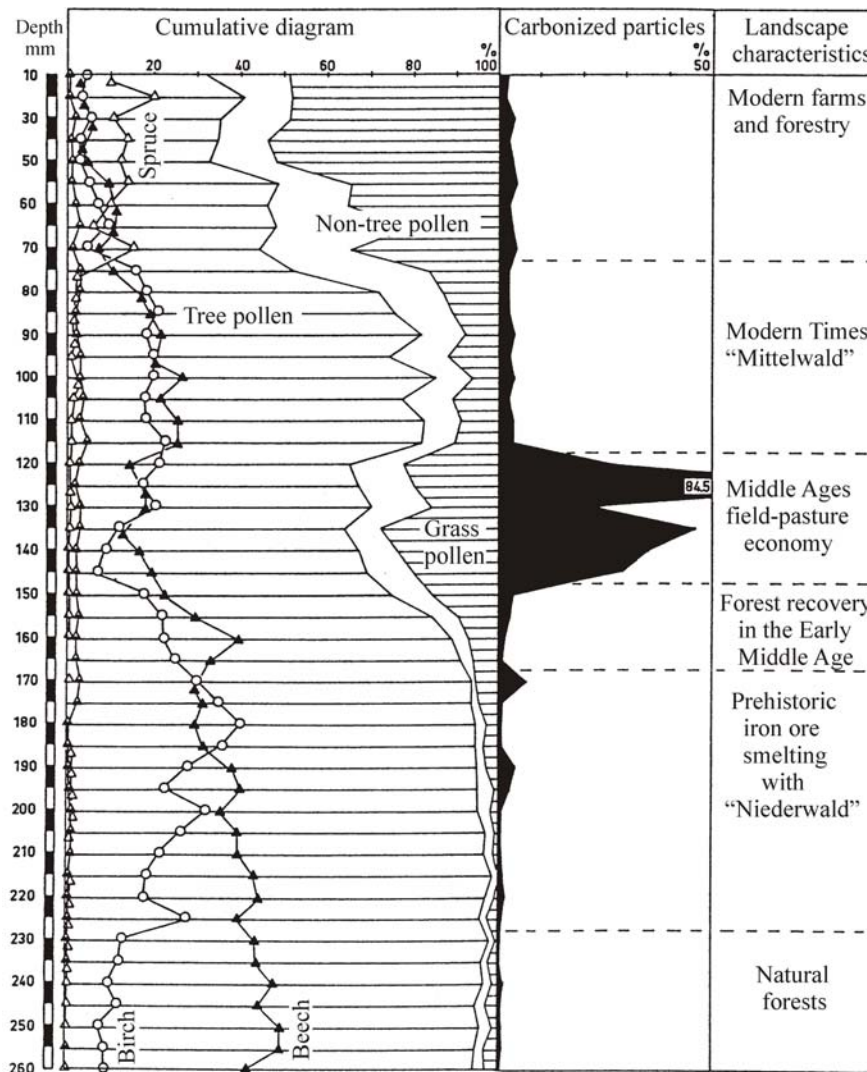 Depth
mm
Cumulative diagram
Carbonized particles
Landscape
characteristics
20
40
60
80
%
100
%
50
10
20
30
40
50
60
70
80
90
100
110
120
130
140
150
160
170
180
190
200
210
220
230
240
250
260
Spruce
Non-tree pollen
Tree pollen
Grass
pollen
Birch
Beech
84.5
Modern farms
and forestry
Modern Times
“Mittelwald”
Middle Ages
field-pasture
economy
Forest recovery
in the Early
Middle Age
Prehistoric
iron ore
smelting
with
“Niederwald”
Natural
forests